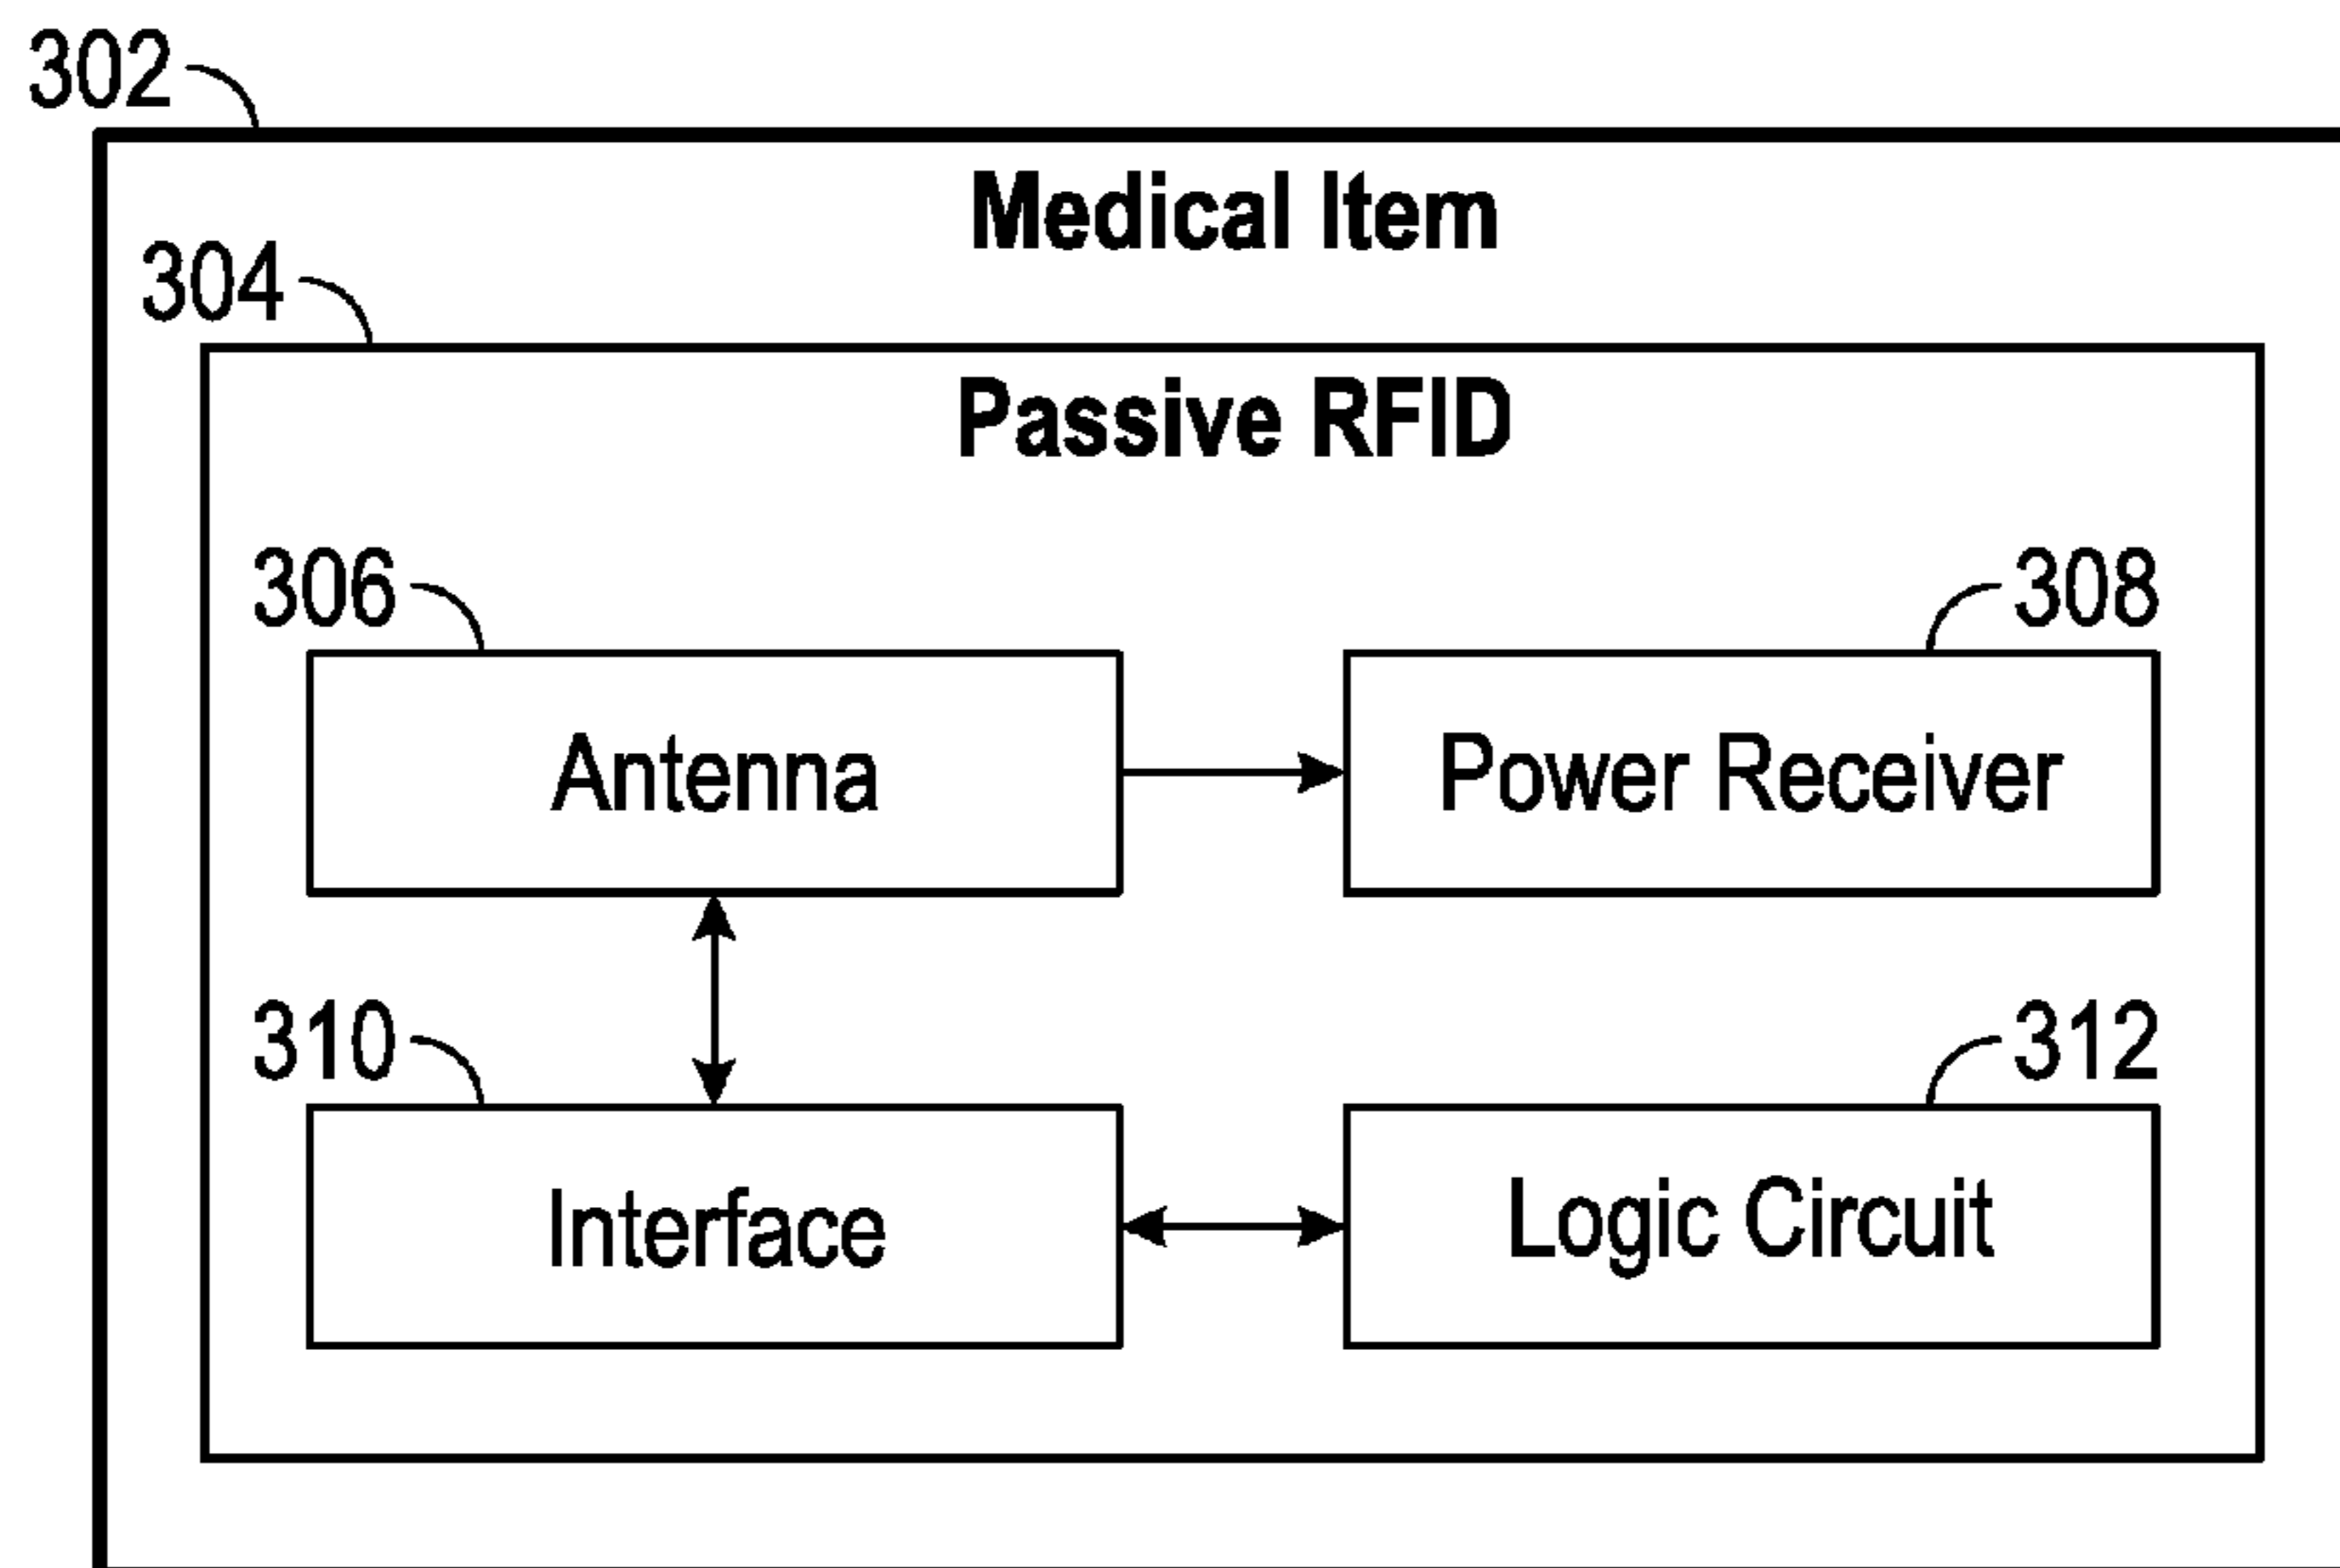 302
Medical Item
304
Passive RFID
306
308
Antenna
Power Receiver
310
312
Interface
Logic Circuit